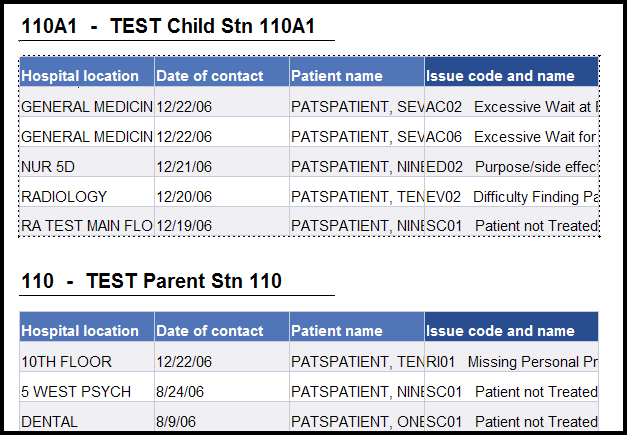 110A1 - TEST Child Stn 110A1
Hospital location Date of contact Patient name Issue code and name
GENERAL MEDICIN 12/22/06 PATSPATIENT, SEV AC02 Excessive Wait at
GENERAL MEDICIN 12/22/06 PATSPATIENT, SEV AC06 Excessive Wait for
NUR 5D 12/21/06 PATSPATIENT, NINE ED02 Purpose/side effec
RADIOLOGY 12/20/06 PATSPATIENT, TEN EV02 Difficulty Finding Pa
RA TEST MAIN FLO 12/19/06 PATSPATIENT, NINE SC01 Patient not Treated
110 - TEST Parent Stn 110
Hospital location Date of contact Patient name Issue code and name
10TH FLOOR 12/22/06 PATSPATIENT, TEN RI01 Missing Personal Pr
5 WEST PSYCH 8/24/06 PATSPATIENT, NINE SC01 Patient not Treated
DENTAL 8/9/06 PATSPATIENT, ONE SC01 Patient not Treated